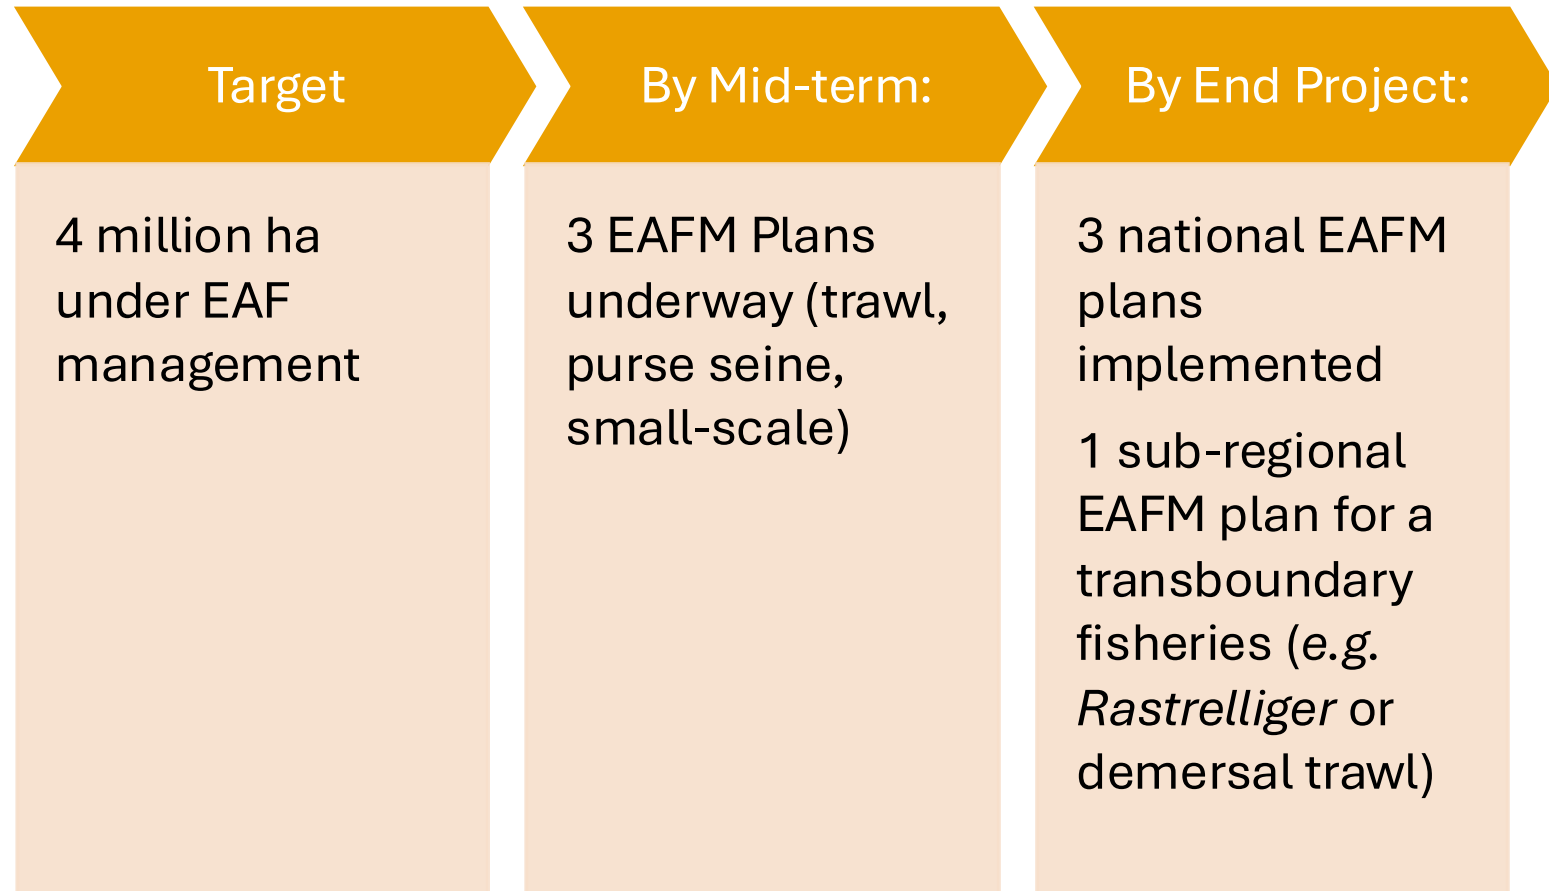 Target
4 million ha
under EAF
management
By Mid-term:
3 EAFM Plans
underway (trawl,
purse seine,
small-scale)
By End Project:
3 national EAFM
plans
implemented
1 sub-regional
EAFM plan for a
transboundary
fisheries (e.g.
Rastrelliger or
demersal trawl)